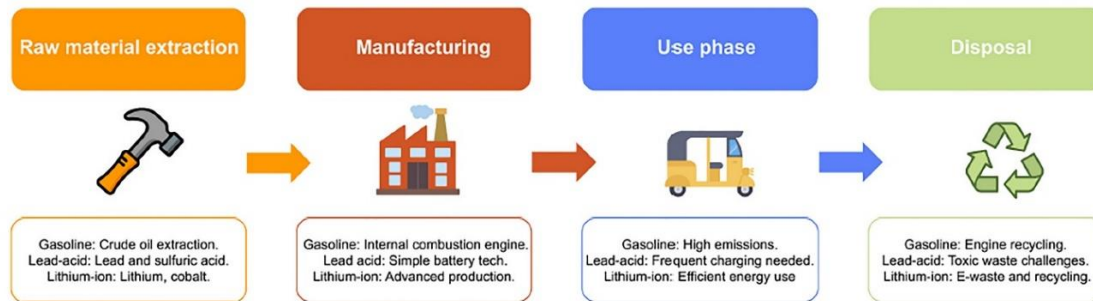 Raw material extraction
Manufacturing
Use phase
Disposal
Gasoline: Crude oil extraction.
Lead-acid: Lead and sulfuric acid.
Lithium-ion: Lithium, cobalt.
Gasoline: Internal combustion engine.
Lead acid: Simple battery tech.
Lithium-ion: Advanced production.
Gasoline: High emissions.
Lead-acid: Frequent charging needed.
Lithium-ion: Efficient energy use
Gasoline: Engine recycling.
Lead-acid: Toxic waste challenges.
Lithium-ion: E-waste and recycling.